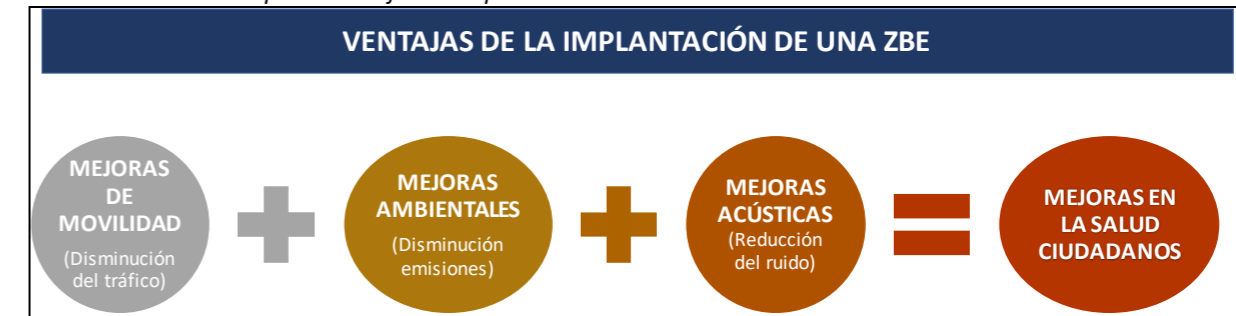 VENTAJAS DE LA IMPLANTACIÓN DE UNA ZBE
MEJORAS
DE
MOVILIDAD
(Disminución
del tráfico)
MEJORAS
AMBIENTALES
(Disminución
emisiones)
MEJORAS
ACÚSTICAS
(Reducción
del ruido)
MEJORAS EN
LA SALUD
CIUDADANOS